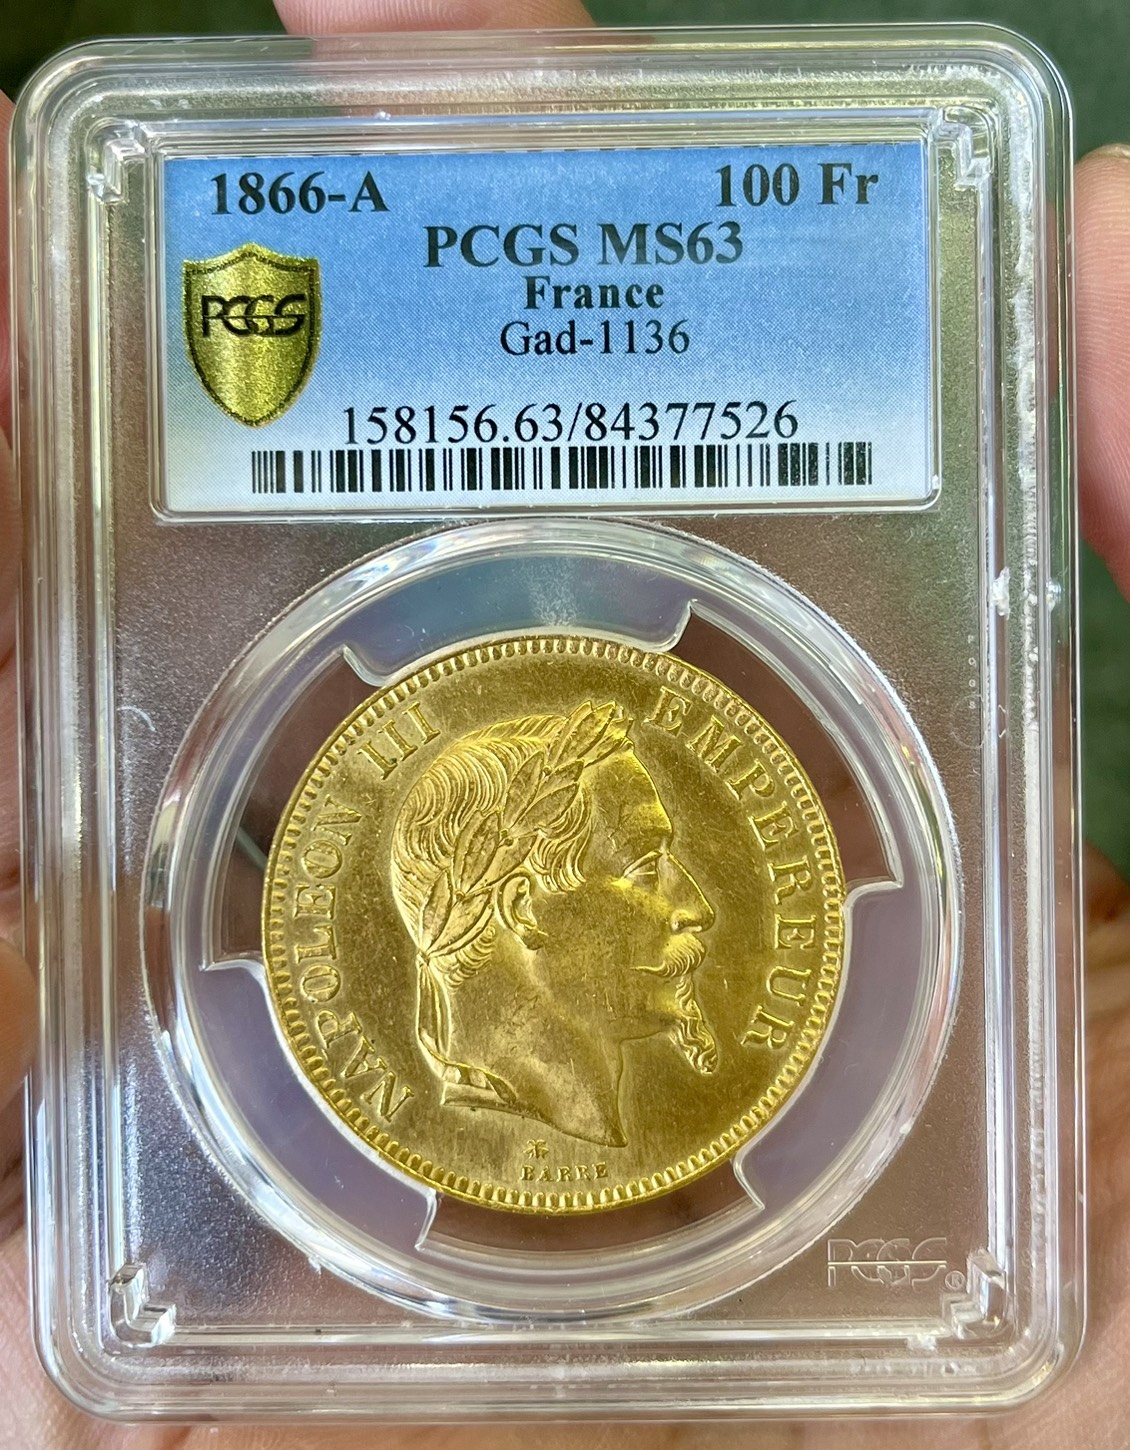 1866-A 100 Fr
PCGS MS63
France
Gad-1136
PCGS
158156.63/84377526
NAPOLEON III EMPEREUR
BARRE
PCGS